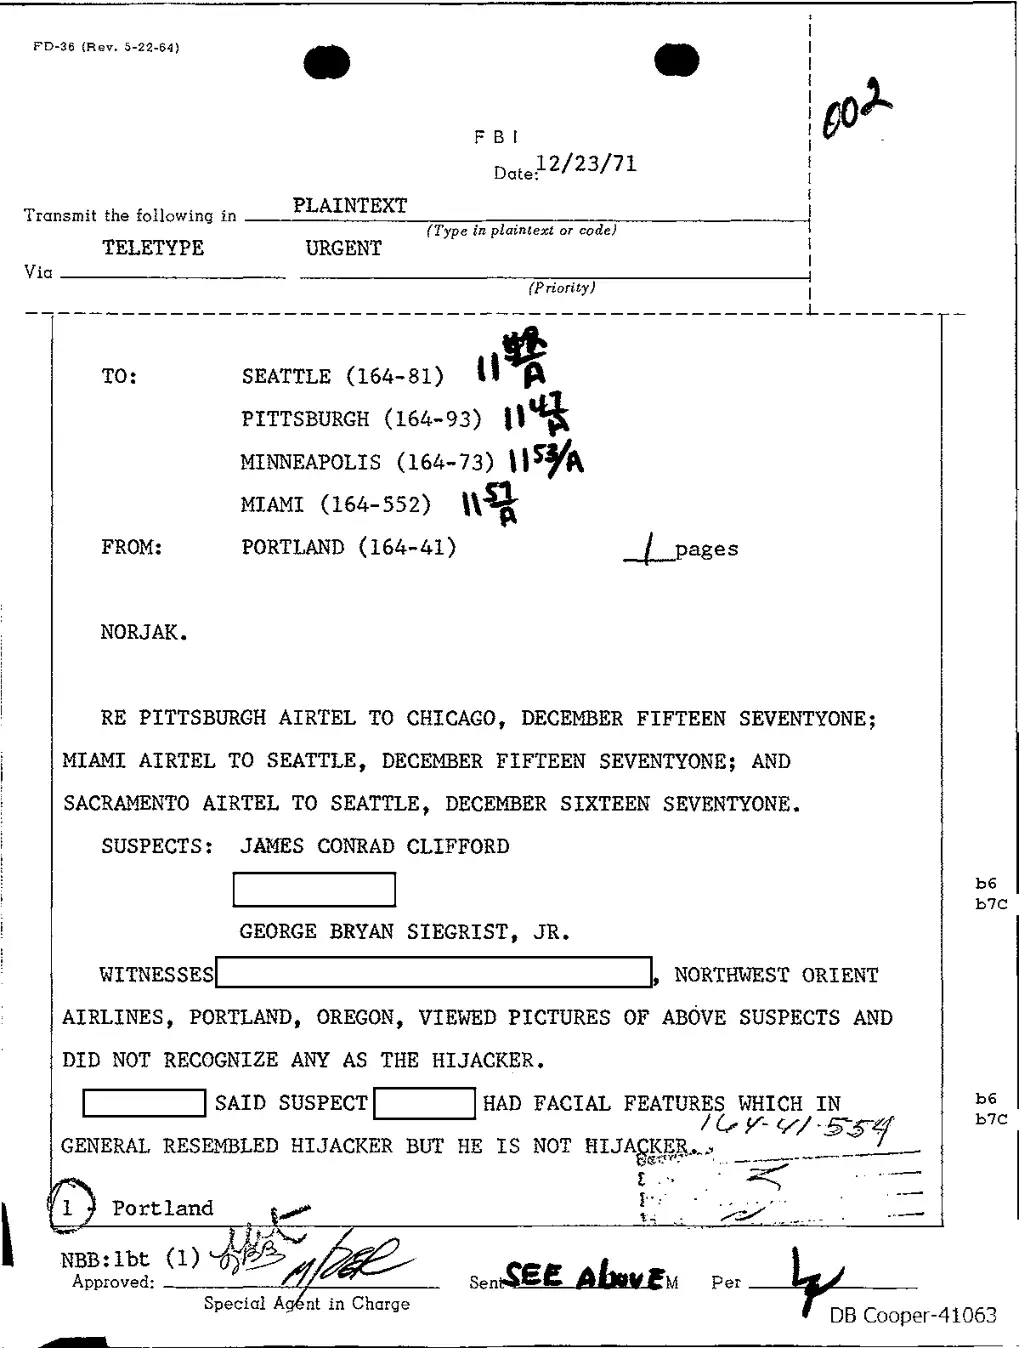 FD-36 (Rev. 5-22-64)
002
F B I
Date: 12/23/71
Transmit the following in PLAINTEXT
(Type in plaintext or code)
TELETYPE URGENT
Via
(Priority)
TO: SEATTLE (164-81) 11 A
PITTSBURGH (164-93) 1147/A
MINNEAPOLIS (164-73) 1153/A
MIAMI (164-552) 1157/A
FROM: PORTLAND (164-41) 1 pages
NORJAK.
RE PITTSBURGH AIRTEL TO CHICAGO, DECEMBER FIFTEEN SEVENTYONE;
MIAMI AIRTEL TO SEATTLE, DECEMBER FIFTEEN SEVENTYONE; AND
SACRAMENTO AIRTEL TO SEATTLE, DECEMBER SIXTEEN SEVENTYONE.
SUSPECTS: JAMES CONRAD CLIFFORD
b6
b7C
GEORGE BRYAN SIEGRIST, JR.
WITNESSES , NORTHWEST ORIENT
AIRLINES, PORTLAND, OREGON, VIEWED PICTURES OF ABOVE SUSPECTS AND
DID NOT RECOGNIZE ANY AS THE HIJACKER.
SAID SUSPECT HAD FACIAL FEATURES WHICH IN
b6
b7C
164-41-554
GENERAL RESEMBLED HIJACKER BUT HE IS NOT HIJACKER.
1 - Portland
NBB:lbt (1)
Approved: Sent SEE AbovE M Per
Special Agent in Charge
DB Cooper-41063